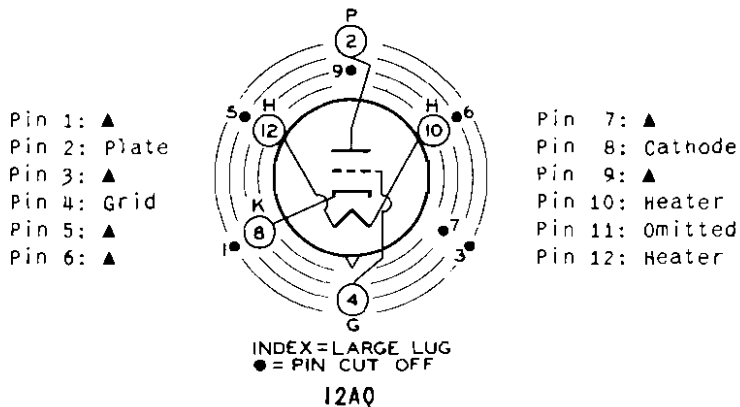 P
2
9
5
H
12
H
10
6
K
8
1
7
3
4
G
Pin 1: ▲
Pin 2: Plate
Pin 3: ▲
Pin 4: Grid
Pin 5: ▲
Pin 6: ▲
Pin 7: ▲
Pin 8: Cathode
Pin 9: ▲
Pin 10: Heater
Pin 11: Omitted
Pin 12: Heater
INDEX=LARGE LUG
●=PIN CUT OFF
12AQ